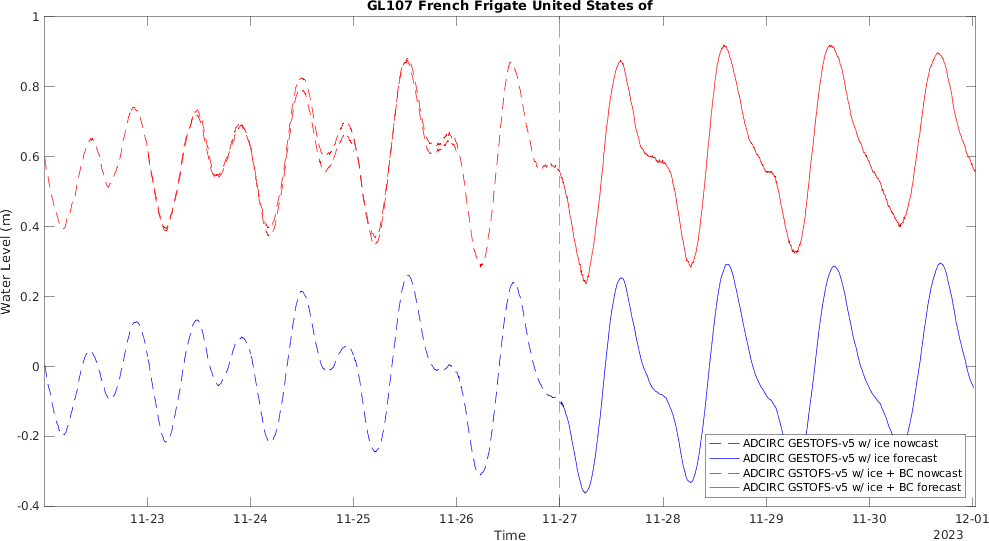 GL107 French Frigate United States of
1
0.8
0.6
0.4
0.2
0
-0.2
-0.4
Water Level (m)
ADCIRC GESTOFS-v5 w/ ice nowcast
ADCIRC GESTOFS-v5 w/ ice forecast
ADCIRC GSTOFS-v5 w/ ice + BC nowcast
ADCIRC GSTOFS-v5 w/ ice + BC forecast
11-23 11-24 11-25 11-26 11-27 11-28 11-29 11-30 12-01
Time
2023